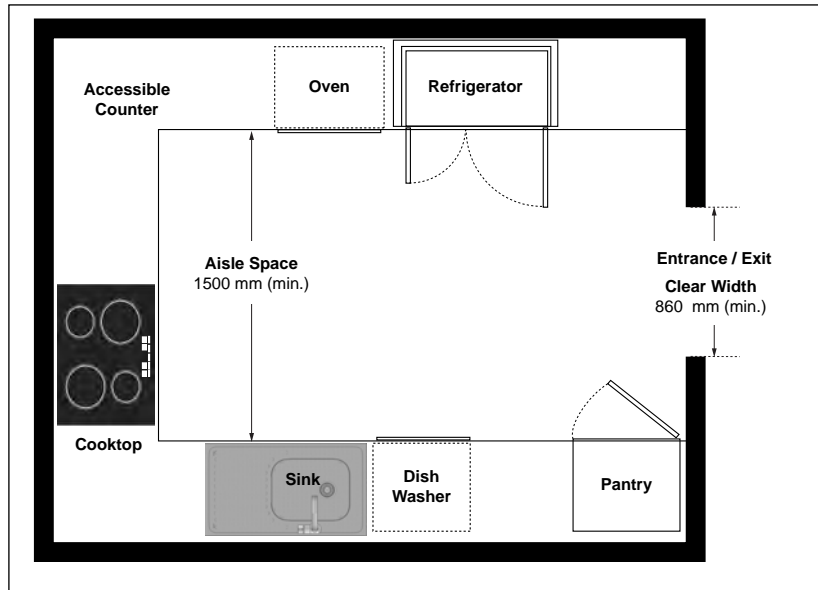 Oven
Refrigerator
Accessible
Counter
Aisle Space
1500 mm (min.)
Entrance / Exit
Clear Width
860 mm (min.)
Cooktop
Sink
Dish
Washer
Pantry